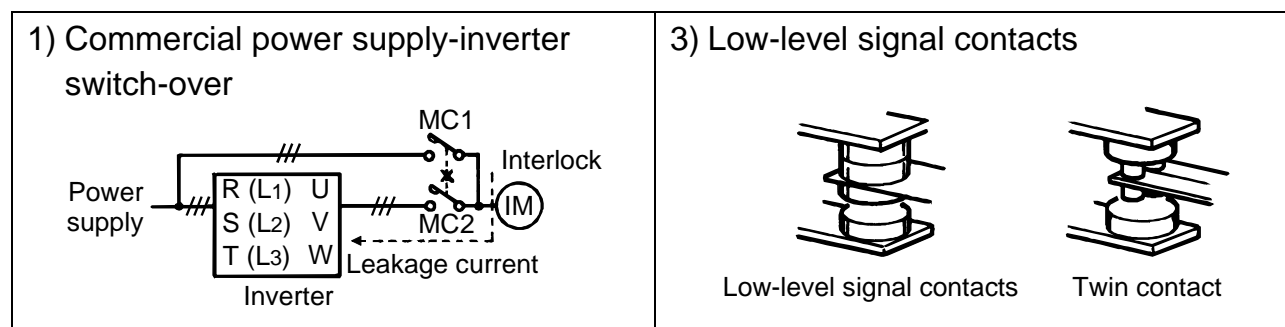 1) Commercial power supply-inverter
switch-over
MC1
Interlock
Power
supply
R (L1) U
S (L2) V
T (L3) W
MC2
IM
Leakage current
Inverter
3) Low-level signal contacts
Low-level signal contacts
Twin contact